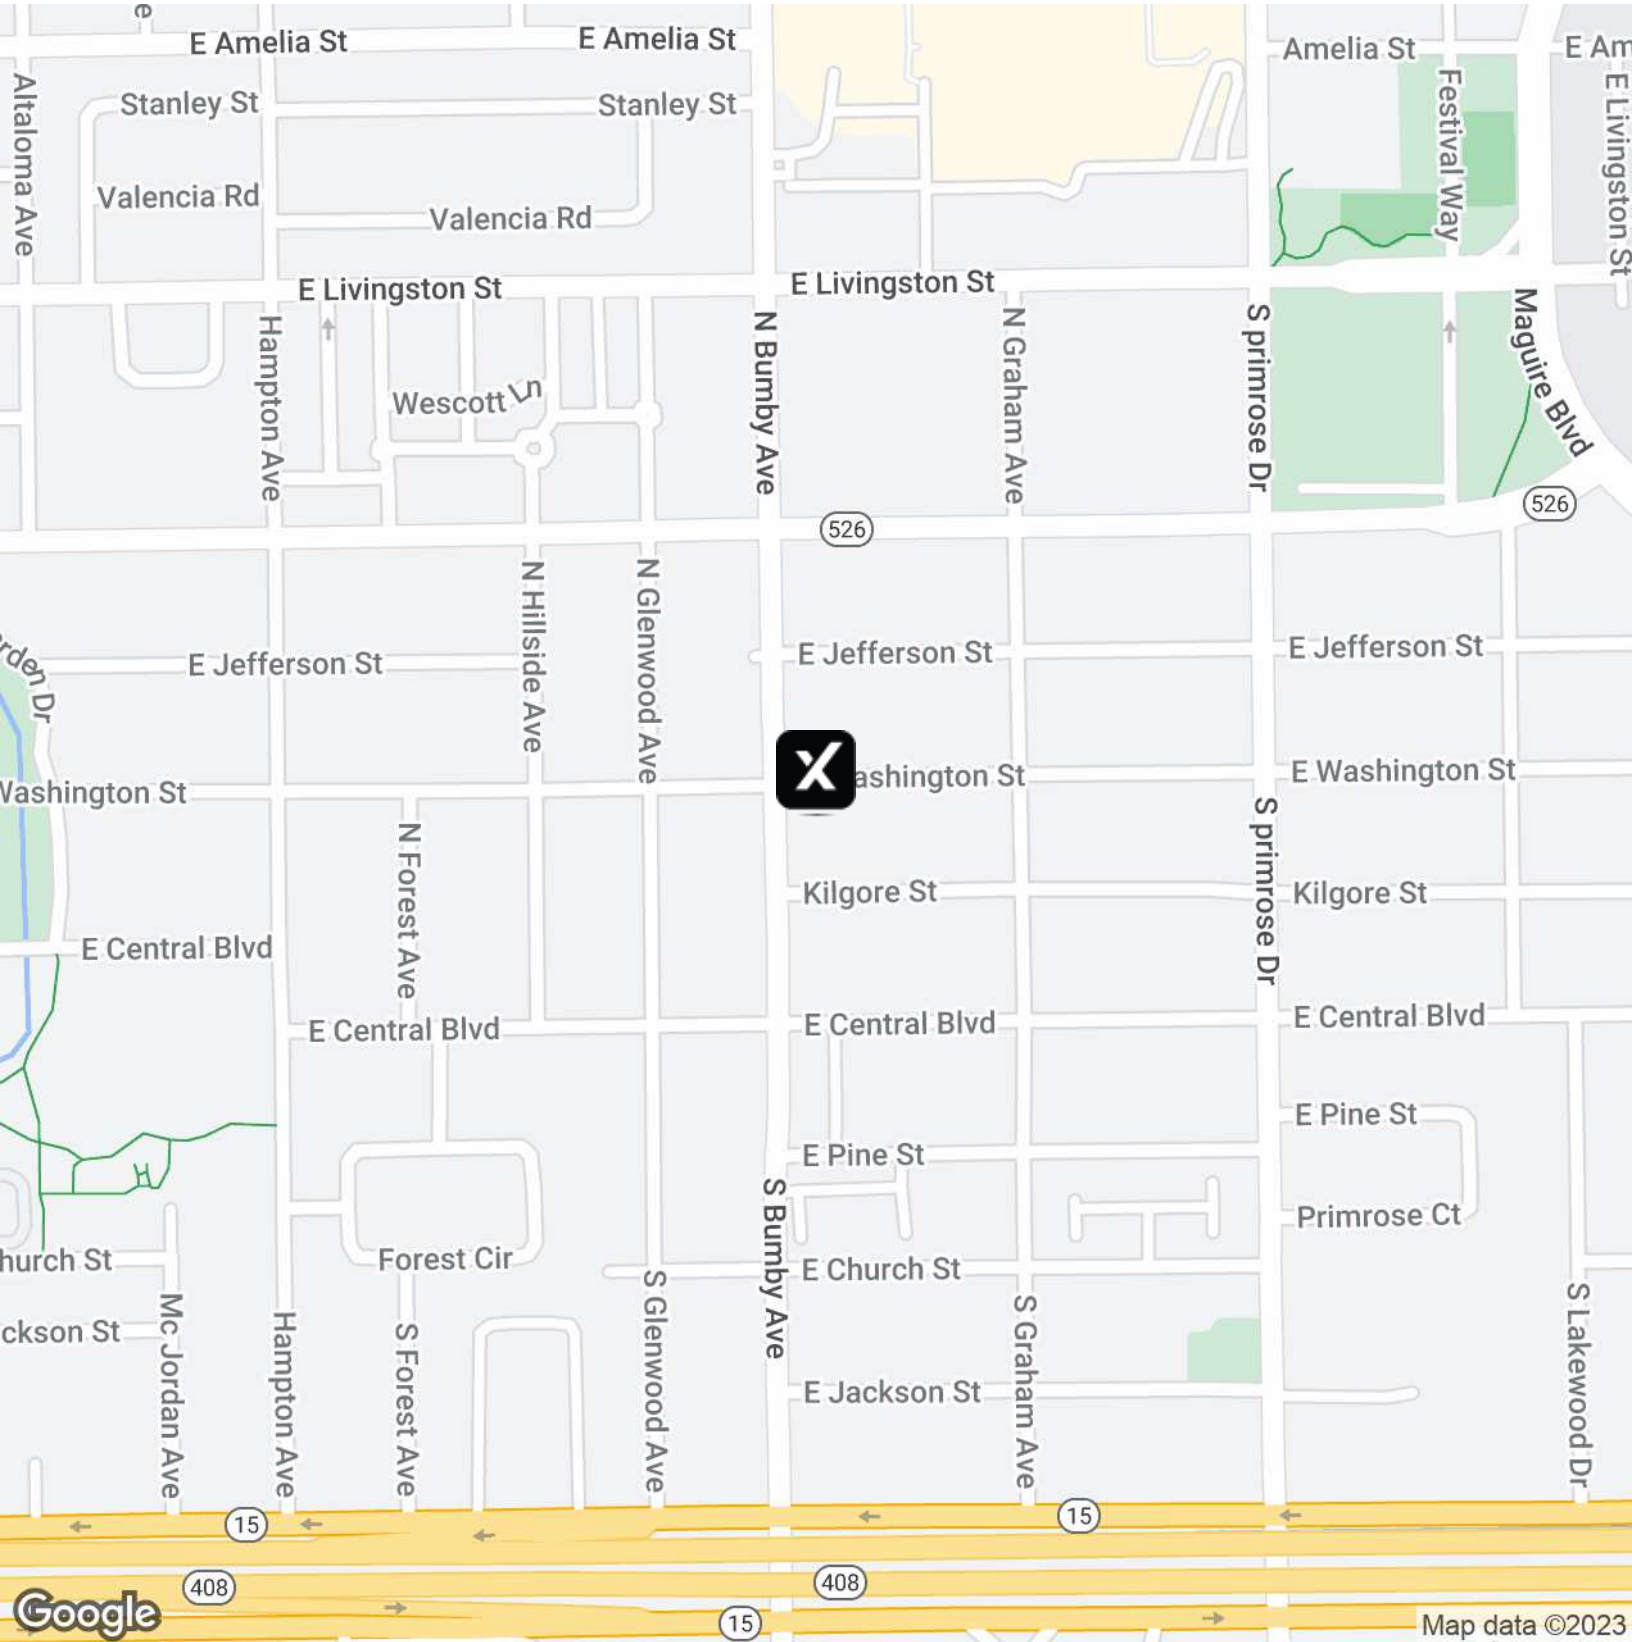 e
E Amelia St
E Amelia St
Amelia St
E Am
Altaloma Ave
Stanley St
Stanley St
Festival Way
E Livingston St
Valencia Rd
Valencia Rd
E Livingston St
E Livingston St
Hampton Ave
N Bumby Ave
N Graham Ave
S primrose Dr
Maguire Blvd
Wescott Ln
526
526
N Hillside Ave
N Glenwood Ave
rden Dr
E Jefferson St
E Jefferson St
E Jefferson St
X
ashington St
E Washington St
Washington St
N Forest Ave
S primrose Dr
Kilgore St
Kilgore St
E Central Blvd
E Central Blvd
E Central Blvd
E Central Blvd
E Pine St
E Pine St
S Bumby Ave
Primrose Ct
hurch St
Forest Cir
E Church St
S Glenwood Ave
Mc Jordan Ave
Hampton Ave
S Forest Ave
S Graham Ave
S Lakewood Dr
ckson St
E Jackson St
15
15
408
408
15
Google
Map data ©2023